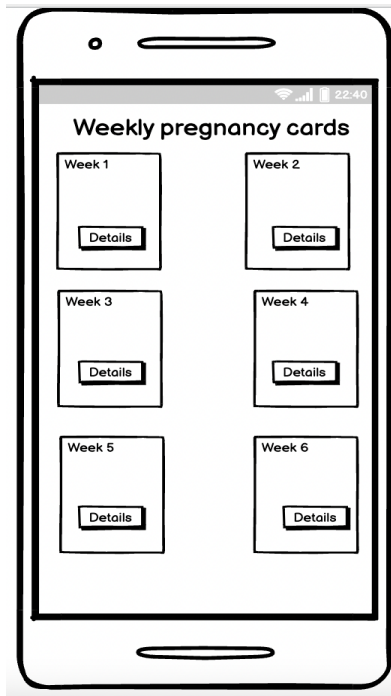 22:40
Weekly pregnancy cards
Week 1
Week 2
Details
Details
Week 3
Week 4
Details
Details
Week 5
Week 6
Details
Details